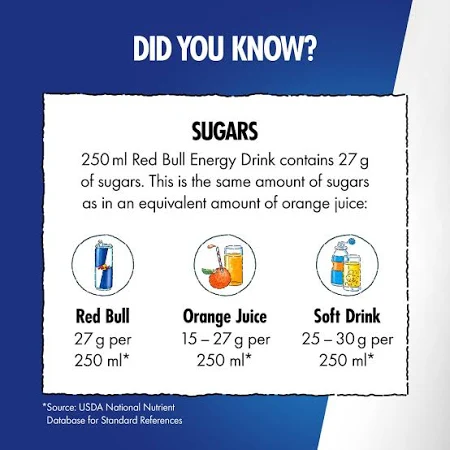 DID YOU KNOW?
SUGARS
250 ml Red Bull Energy Drink contains 27 g
of sugars. This is the same amount of sugars
as in an equivalent amount of orange juice:
Red Bull
27 g per
250 ml*
Orange Juice
15 – 27 g per
250 ml*
Soft Drink
25 – 30 g per
250 ml*
*Source: USDA National Nutrient
Database for Standard References